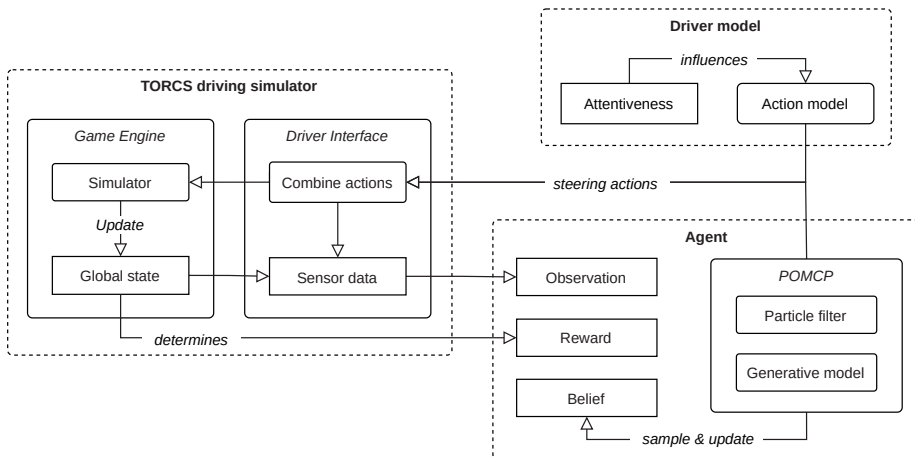 Driver model
influences
Attentiveness
Action model
TORCS driving simulator
Game Engine
Driver Interface
Simulator
Combine actions
steering actions
Update
Global state
Sensor data
determines
Agent
Observation
Reward
Belief
POMCP
Particle filter
Generative model
sample & update